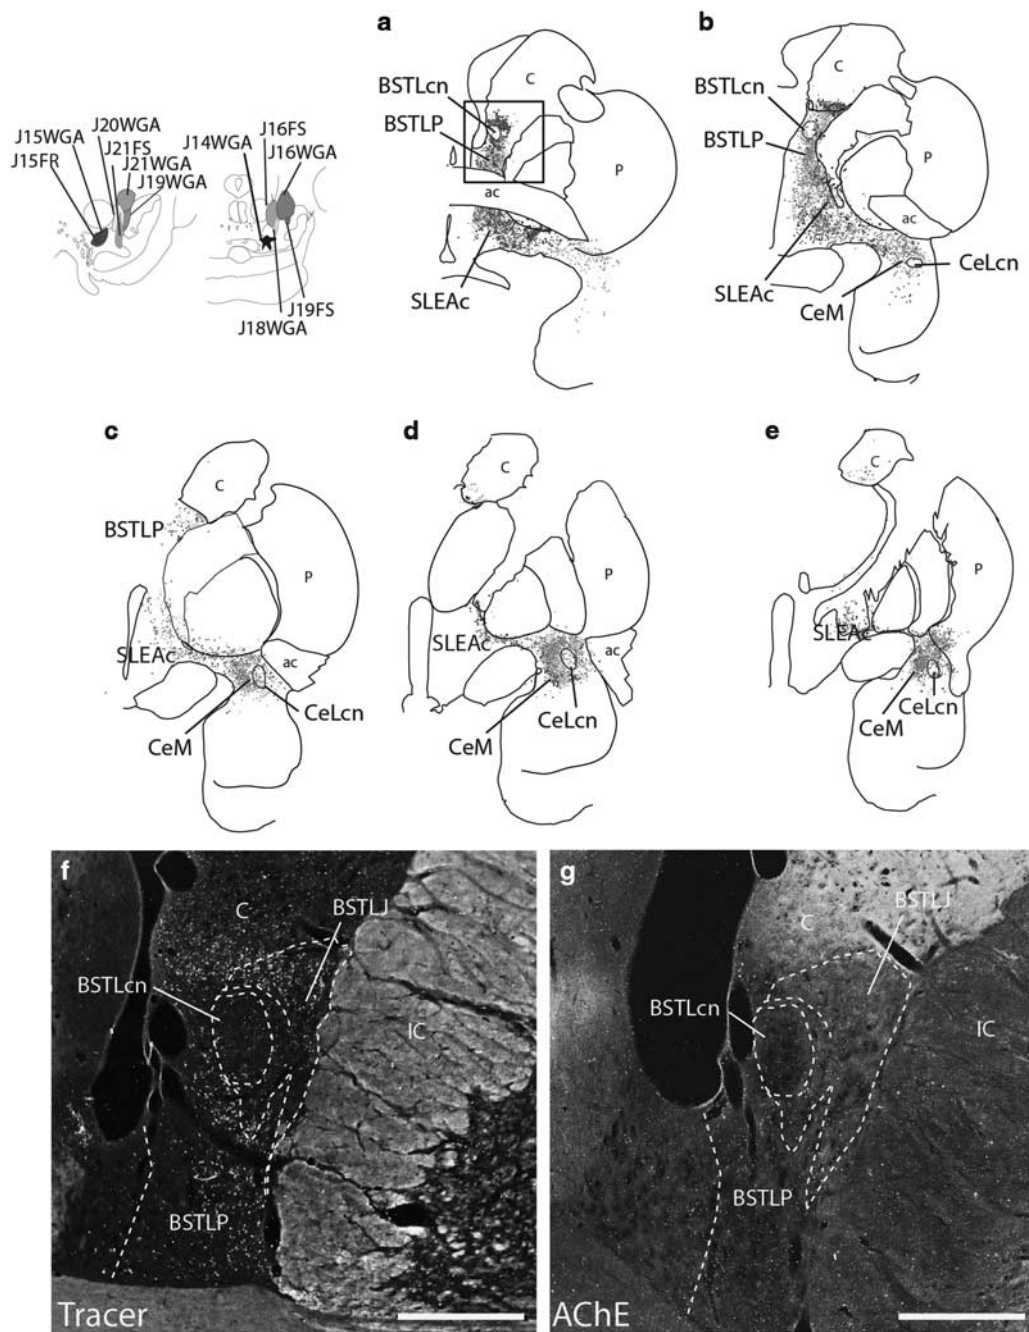 a
b
C
BSTLcn
BSTLP
P
ac
SLEAc
J15WGA
J15FR
J20WGA
J21FS
J21WGA
J19WGA
J14WGA
J16FS
J16WGA
J19FS
J18WGA
C
BSTLcn
BSTLP
P
ac
CeLcn
SLEAc
CeM
c
d
e
C
BSTLP
P
SLEAc
ac
CeLcn
CeM
C
P
SLEAc
ac
CeLcn
CeM
C
P
SLEAc
CeLcn
CeM
f
C
BSTLJ
BSTLcn
IC
BSTLP
Tracer
g
C
BSTLJ
BSTLcn
IC
BSTLP
AChE